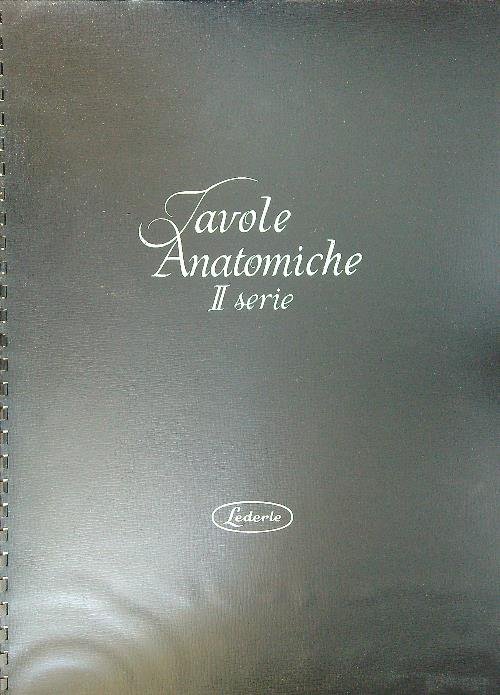 Tavole
Anatomiche
II serie
Lederle